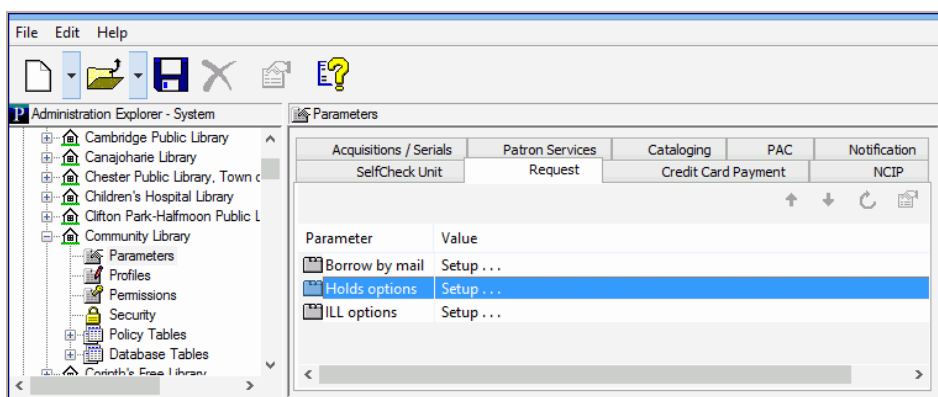 File Edit Help
Administration Explorer - System
Parameters
Cambridge Public Library
Canajoharie Library
Chester Public Library, Town c
Children's Hospital Library
Clifton Park-Halfmoon Public L
Community Library
Parameters
Profiles
Permissions
Security
Policy Tables
Database Tables
Corinth's Free Library
Acquisitions / Serials Patron Services Cataloging PAC Notification
SelfCheck Unit Request Credit Card Payment NCIP
Parameter Value
Borrow by mail Setup . . .
Holds options Setup . . .
ILL options Setup . . .